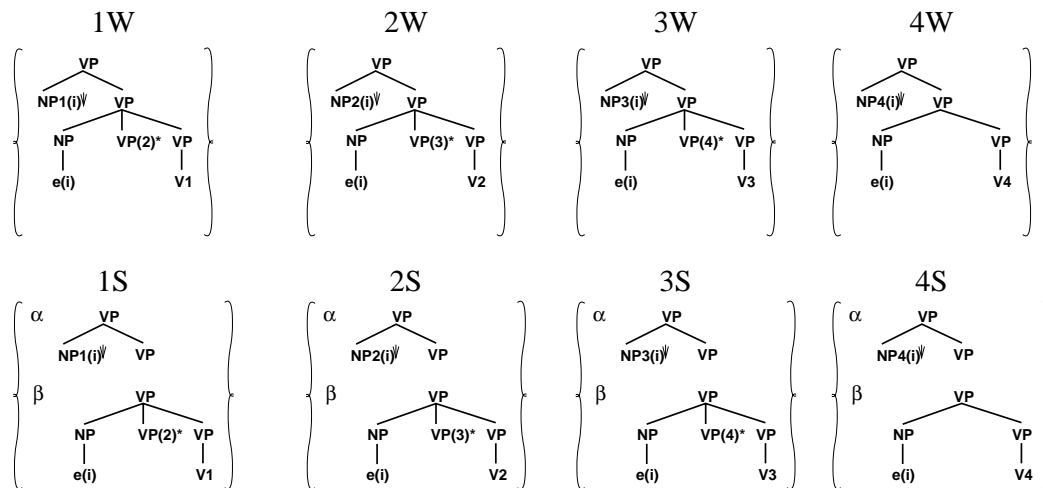 1W 2W 3W 4W
VP VP VP VP
NP1(i) VP NP2(i) VP NP3(i) VP NP4(i) VP
NP VP(2)* VP NP VP(3)* VP NP VP(4)* VP NP VP
e(i) V1 e(i) V2 e(i) V3 e(i) V4
1S 2S 3S 4S
α VP α VP α VP α VP
NP1(i) VP NP2(i) VP NP3(i) VP NP4(i) VP
β VP β VP β VP β VP
NP VP(2)* VP NP VP(3)* VP NP VP(4)* VP NP VP
e(i) V1 e(i) V2 e(i) V3 e(i) V4